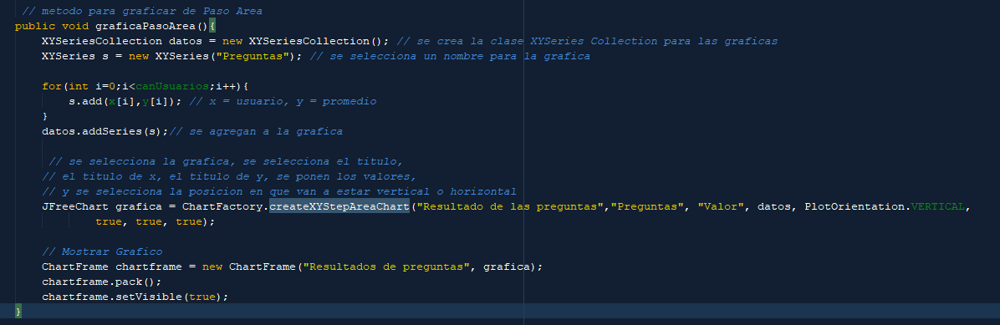 // metodo para graficar de Paso Area
public void graficaPasoArea(){
XYSeriesCollection datos = new XYSeriesCollection(); // se crea la clase XYSeries Collection para las graficas
XYSeries s = new XYSeries("Preguntas"); // se selecciona un nombre para la grafica
for(int i=0;i<canUsuarios;i++){
s.add(x[i],y[i]); // x = usuario, y = promedio
}
datos.addSeries(s);// se agregan a la grafica
// se selecciona la grafica, se selecciona el titulo,
// el titulo de x, el titulo de y, se ponen los valores,
// y se selecciona la posicion en que van a estar vertical o horizontal
JFreeChart grafica = ChartFactory.createXYStepAreaChart("Resultado de las preguntas","Preguntas", "Valor", datos, PlotOrientation.VERTICAL,
true, true, true);
// Mostrar Grafico
ChartFrame chartframe = new ChartFrame("Resultados de preguntas", grafica);
chartframe.pack();
chartframe.setVisible(true);
}